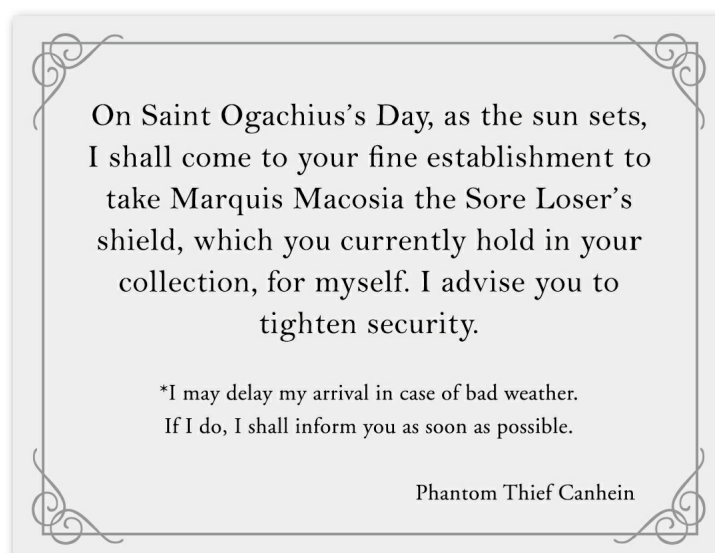 On Saint Ogachius’s Day, as the sun sets,
I shall come to your fine establishment to
take Marquis Macosia the Sore Loser’s
shield, which you currently hold in your
collection, for myself. I advise you to
tighten security.
*I may delay my arrival in case of bad weather.
If I do, I shall inform you as soon as possible.
Phantom Thief Canhein